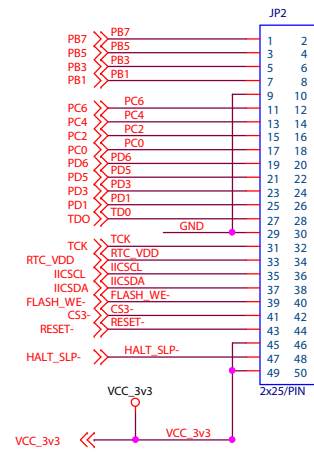 JP2
PB7 PB7 1 2
PB5 PB5 3 4
PB3 PB3 5 6
PB1 PB1 7 8
9 10
PC6 PC6 11 12
PC4 PC4 13 14
PC2 PC2 15 16
PC0 PC0 17 18
PD6 PD6 19 20
PD5 PD5 21 22
PD3 PD3 23 24
PD1 PD1 25 26
TDO TD0 27 28
GND 29 30
TCK TCK 31 32
RTC_VDD RTC_VDD 33 34
IICSCL IICSCL 35 36
IICSDA IICSDA 37 38
FLASH_WE- FLASH_WE- 39 40
CS3- CS3- 41 42
RESET- RESET- 43 44
45 46
HALT_SLP- HALT_SLP- 47 48
49 50
VCC_3v3 2x25/PIN
VCC_3v3 VCC_3v3